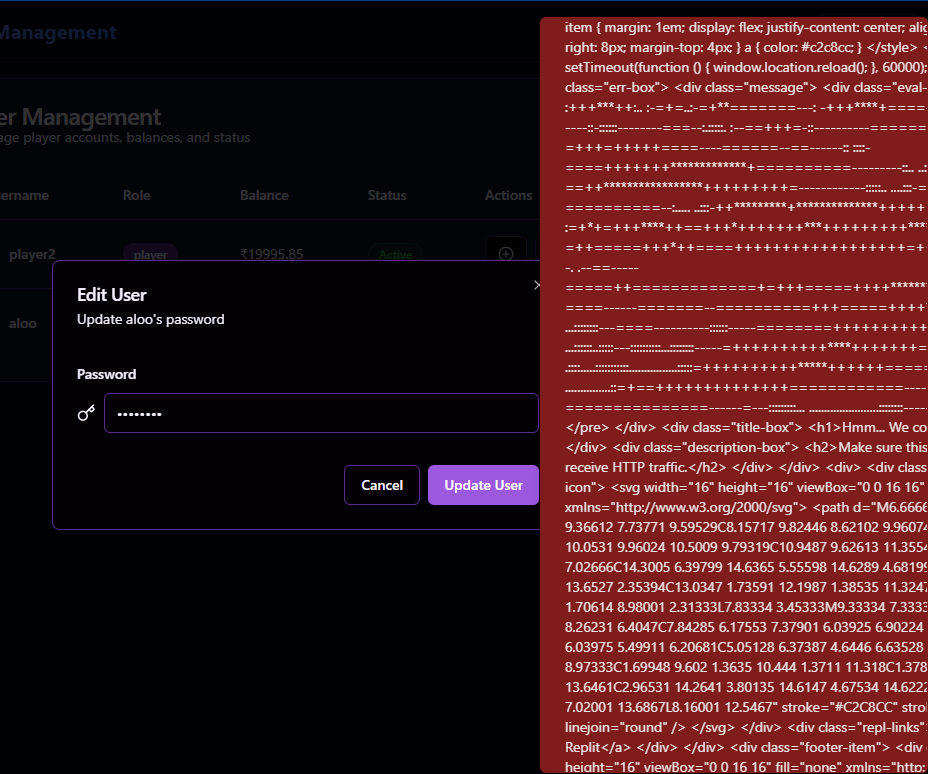 Management
er Management
age player accounts, balances, and status
ername Role Balance Status Actions
player2 player ₹19995.85 Active
aloo
Edit User
Update aloo's password
Password
••••••••
Cancel Update User
item { margin: 1em; display: flex; justify-content: center; alig
right: 8px; margin-top: 4px; } a { color: #c2c8cc; } </style> <
setTimeout(function () { window.location.reload(); }, 60000);
class="err-box"> <div class="message"> <div class="eval-
</pre> </div> <div class="title-box"> <h1>Hmm... We co
</div> <div class="description-box"> <h2>Make sure this
receive HTTP traffic.</h2> </div> </div> <div> <div class
icon"> <svg width="16" height="16" viewBox="0 0 16 16"
xmlns="http://www.w3.org/2000/svg"> <path d="M6.6666
9.36612 7.73771 9.59529C8.15717 9.82446 8.62102 9.96074
10.0531 9.96024 10.5009 9.79319C10.9487 9.62613 11.3554
7.02666C14.3005 6.39799 14.6365 5.55598 14.6289 4.68199
13.6527 2.35394C13.0347 1.73591 12.1987 1.38535 11.3247
1.70614 8.98001 2.31333L7.83334 3.45333M9.33334 7.3333
8.26231 6.4047C7.84285 6.17553 7.37901 6.03925 6.90224
6.03975 5.49911 6.20681C5.05128 6.37387 4.6446 6.63528
8.97333C1.69948 9.602 1.3635 10.444 1.3711 11.318C1.378
13.6461C2.96531 14.2641 3.80135 14.6147 4.67534 14.6222
7.02001 13.6867L8.16001 12.5467" stroke="#C2C8CC" stro
linejoin="round" /> </svg> </div> <div class="repl-links"
Replit</a> </div> </div> <div class="footer-item"> <div
height="16" viewBox="0 0 16 16" fill="none" xmlns="http: